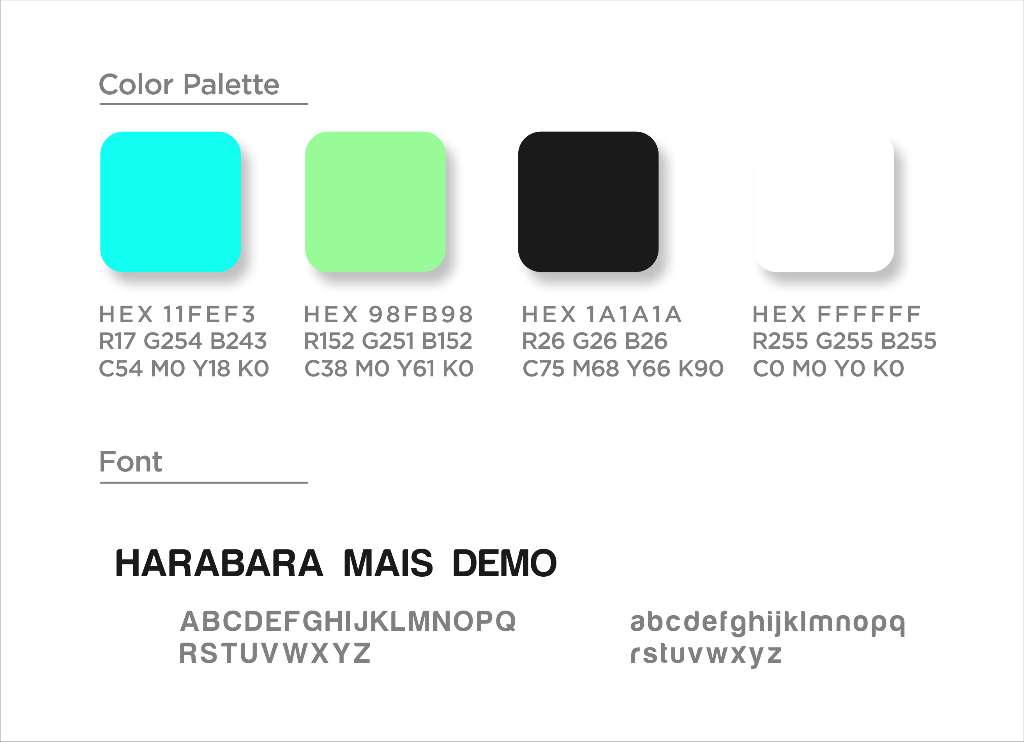 Color Palette
HEX 11FEF3
R17 G254 B243
C54 M0 Y18 K0
HEX 98FB98
R152 G251 B152
C38 M0 Y61 K0
HEX 1A1A1A
R26 G26 B26
C75 M68 Y66 K90
HEX FFFFFF
R255 G255 B255
C0 M0 Y0 K0
Font
HARABARA MAIS DEMO
ABCDEFGHIJKLMNOPQ
RSTUVWXYZ
abcdefghijklmnopq
rstuvwxyz